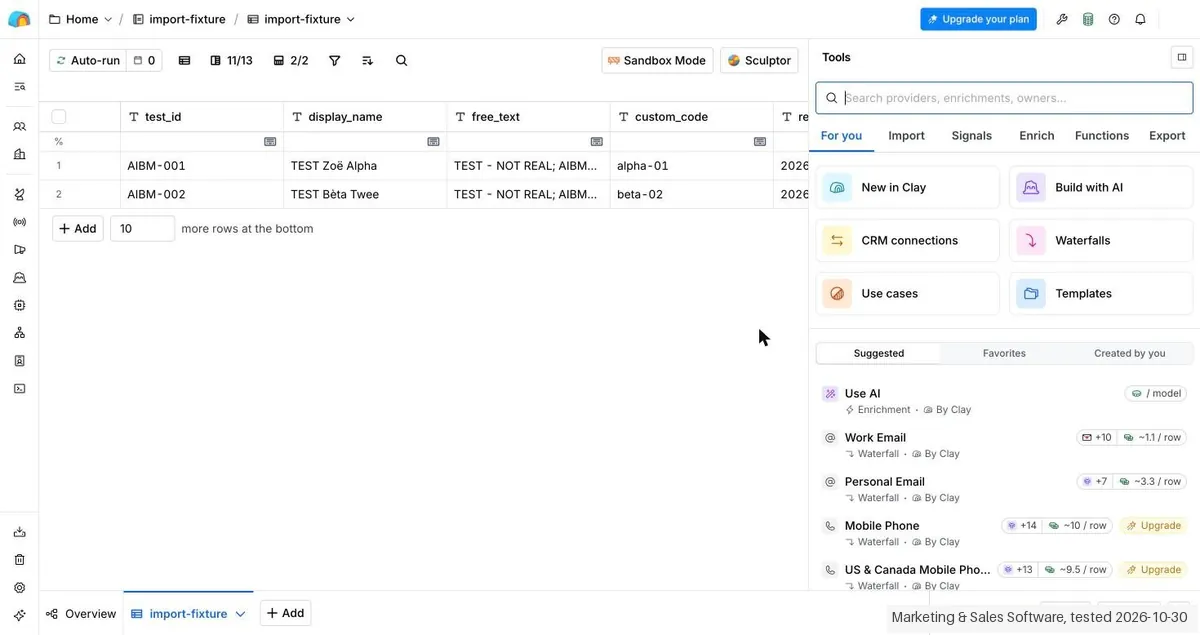 Home / import-fixture / import-fixture
Upgrade your plan
Auto-run 0 11/13 2/2
Sandbox Mode
Sculptor
test_id display_name free_text custom_code re
%
1 AIBM-001 TEST Zoë Alpha TEST - NOT REAL; AIBM... alpha-01 2026
2 AIBM-002 TEST Bèta Twee TEST - NOT REAL; AIBM... beta-02 2026
+ Add 10 more rows at the bottom
Tools
Search providers, enrichments, owners...
For you Import Signals Enrich Functions Export
New in Clay Build with AI
CRM connections Waterfalls
Use cases Templates
Suggested Favorites Created by you
Use AI / model
Enrichment · By Clay
Work Email +10 ~1.1 / row
Waterfall · By Clay
Personal Email +7 ~3.3 / row
Waterfall · By Clay
Mobile Phone +14 ~10 / row Upgrade
Waterfall · By Clay
US & Canada Mobile Pho... +13 ~9.5 / row Upgrade
Waterfall · By Clay
Overview import-fixture + Add
Marketing & Sales Software, tested 2026-10-30